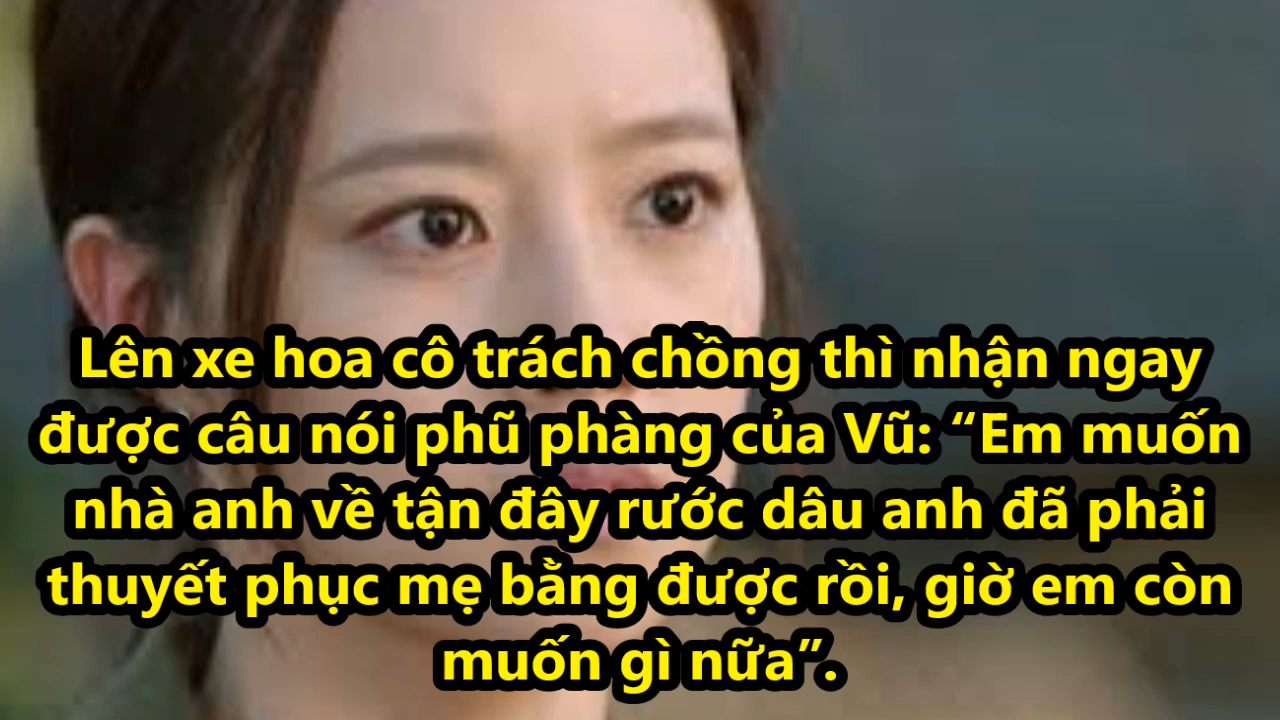 Lên xe hoa cô trách chồng thì nhận ngay
được câu nói phũ phàng của Vũ: “Em muốn
nhà anh về tận đây rước dâu anh đã phải
thuyết phục mẹ bằng được rồi, giờ em còn
muốn gì nữa”.